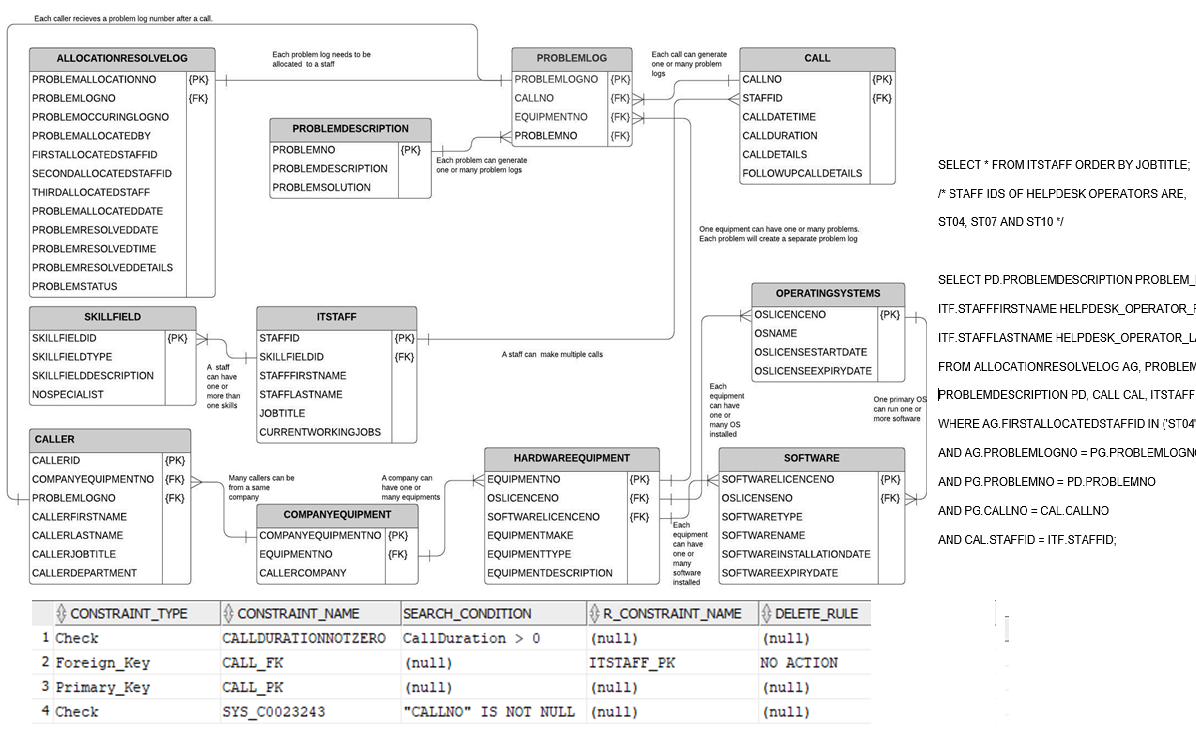 Each caller recieves a problem log number after a call.
ALLOCATIONRESOLVELOG
PROBLEMALLOCATIONNO {PK}
PROBLEMLOGNO {FK}
PROBLEMOCCURINGLOGNO
PROBLEMALLOCATEDBY
FIRSTALLOCATEDSTAFFID
SECONDALLOCATEDSTAFFID
THIRDALLOCATEDSTAFF
PROBLEMALLOCATEDDATE
PROBLEMRESOLVEDDATE
PROBLEMRESOLVEDTIME
PROBLEMRESOLVEDDETAILS
PROBLEMSTATUS
Each problem log needs to be
allocated to a staff
PROBLEMDESCRIPTION
PROBLEMNO {PK}
PROBLEMDESCRIPTION
PROBLEMSOLUTION
Each problem can generate
one or many problem logs
PROBLEMLOG
PROBLEMLOGNO {PK}
CALLNO {FK}
EQUIPMENTNO {FK}
PROBLEMNO {FK}
Each call can generate
one or many problem
logs
CALL
CALLNO {PK}
STAFFID {FK}
CALLDATETIME
CALLDURATION
CALLDETAILS
FOLLOWUPCALLDETAILS
One equipment can have one or many problems.
Each problem will create a separate problem log
SKILLFIELD
SKILLFIELDID {PK}
SKILLFIELDTYPE
SKILLFIELDDESCRIPTION
NOSPECIALIST
A staff
can have
one or
more than
one skills
ITSTAFF
STAFFID {PK}
SKILLFIELDID {FK}
STAFFFIRSTNAME
STAFFLASTNAME
JOBTITLE
CURRENTWORKINGJOBS
A staff can make multiple calls
OPERATINGSYSTEMS
OSLICENCENO {PK}
OSNAME
OSLICENSESTARTDATE
OSLICENSEEXPIRYDATE
Each
equipment
can have
one or
many OS
installed
One primary OS
can run one or
more software
CALLER
CALLERID {PK}
COMPANYEQUIPMENTNO {FK}
PROBLEMLOGNO {FK}
CALLERFIRSTNAME
CALLERLASTNAME
CALLERJOBTITLE
CALLERDEPARTMENT
Many callers can be
from a same
company
A company can
have one or
many equipments
COMPANYEQUIPMENT
COMPANYEQUIPMENTNO {PK}
EQUIPMENTNO {FK}
CALLERCOMPANY
HARDWAREEQUIPMENT
EQUIPMENTNO {PK}
OSLICENCENO {FK}
SOFTWARELICENCENO {FK}
EQUIPMENTMAKE
EQUIPMENTTYPE
EQUIPMENTDESCRIPTION
Each
equipment
can have
one or
many
software
installed
SOFTWARE
SOFTWARELICENCENO {PK}
OSLICENSENO {FK}
SOFTWARETYPE
SOFTWARENAME
SOFTWAREINSTALLATIONDATE
SOFTWAREEXPIRYDATE
SELECT * FROM ITSTAFF ORDER BY JOBTITLE;
/* STAFF IDS OF HELPDESK OPERATORS ARE,
ST04, ST07 AND ST10 */
SELECT PD.PROBLEMDESCRIPTION PROBLEM_
ITF.STAFFFIRSTNAME HELPDESK_OPERATOR_F
ITF.STAFFLASTNAME HELPDESK_OPERATOR_LA
FROM ALLOCATIONRESOLVELOG AG, PROBLEM
PROBLEMDESCRIPTION PD, CALL CAL, ITSTAFF
WHERE AG.FIRSTALLOCATEDSTAFFID IN ('ST04'
AND AG.PROBLEMLOGNO = PG.PROBLEMLOGNO
AND PG.PROBLEMNO = PD.PROBLEMNO
AND PG.CALLNO = CAL.CALLNO
AND CAL.STAFFID = ITF.STAFFID;
CONSTRAINT_TYPE CONSTRAINT_NAME SEARCH_CONDITION R_CONSTRAINT_NAME DELETE_RULE
1 Check CALLDURATIONNOTZERO CallDuration > 0 (null) (null)
2 Foreign_Key CALL_FK (null) ITSTAFF_PK NO ACTION
3 Primary_Key CALL_PK (null) (null) (null)
4 Check SYS_C0023243 "CALLNO" IS NOT NULL (null) (null)